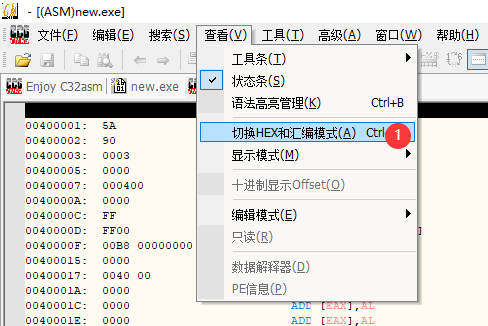 - [(ASM)new.exe]
文件(F) 编辑(E) 搜索(S) 查看(V) 工具(T) 高级(A) 窗口(W) 帮助(H)
Enjoy C32asm new.exe
工具条(T)
状态条(S)
语法高亮管理(K) Ctrl+B
切换HEX和汇编模式(A) Ctrl 1
显示模式(M)
十进制显示Offset(O)
编辑模式(E)
只读(R)
数据解释器(D)
PE信息(P)
00400001: 5A
00400002: 90
00400003: 0003
00400005: 0000
00400007: 000400
0040000A: 0000
0040000C: FF
0040000D: FF00 ]
0040000F: 00B8 00000000
00400015: 0000
00400017: 0040 00
0040001A: 0000
0040001C: 0000 ADD [EAX],AL
0040001E: 0000 ADD [EAX],AL